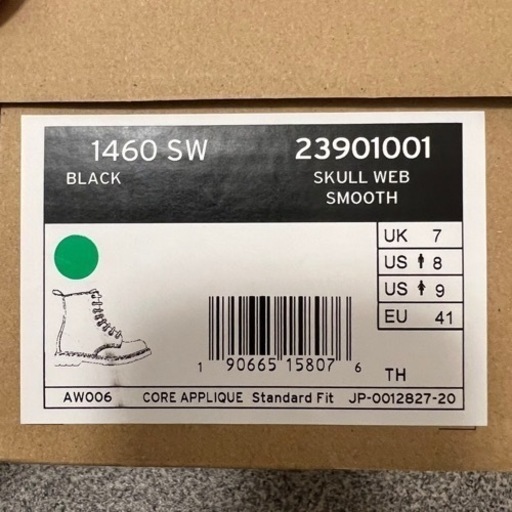 1460 SW 23901001
BLACK SKULL WEB
SMOOTH
UK 7
US 8
US 9
EU 41
1 90665 15807 6
TH
AW006 CORE APPLIQUE Standard Fit JP-0012827-20